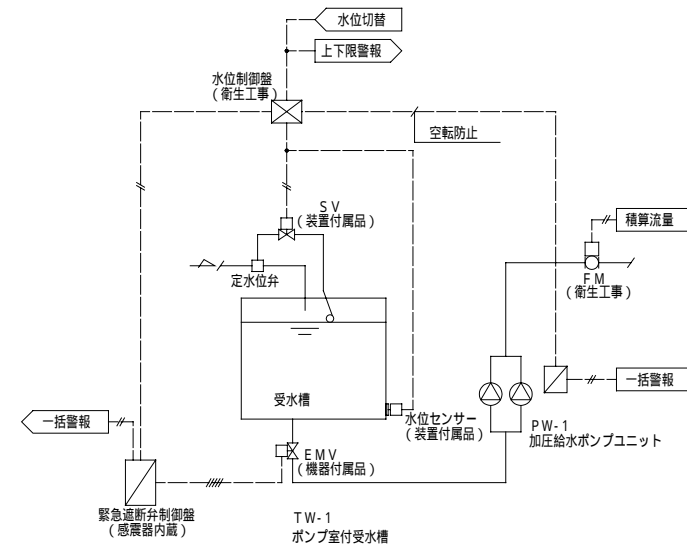 水位切替
上下限警報
水位制御盤
(衛生工事)
空転防止
SV
(装置付属品)
積算流量
定水位弁
FM
(衛生工事)
受水槽
一括警報
水位センサー
(装置付属品)
PW-1
加圧給水ポンプユニット
一括警報
EMV
(機器付属品)
緊急遮断弁制御盤
(感震器内蔵)
TW-1
ポンプ室付受水槽